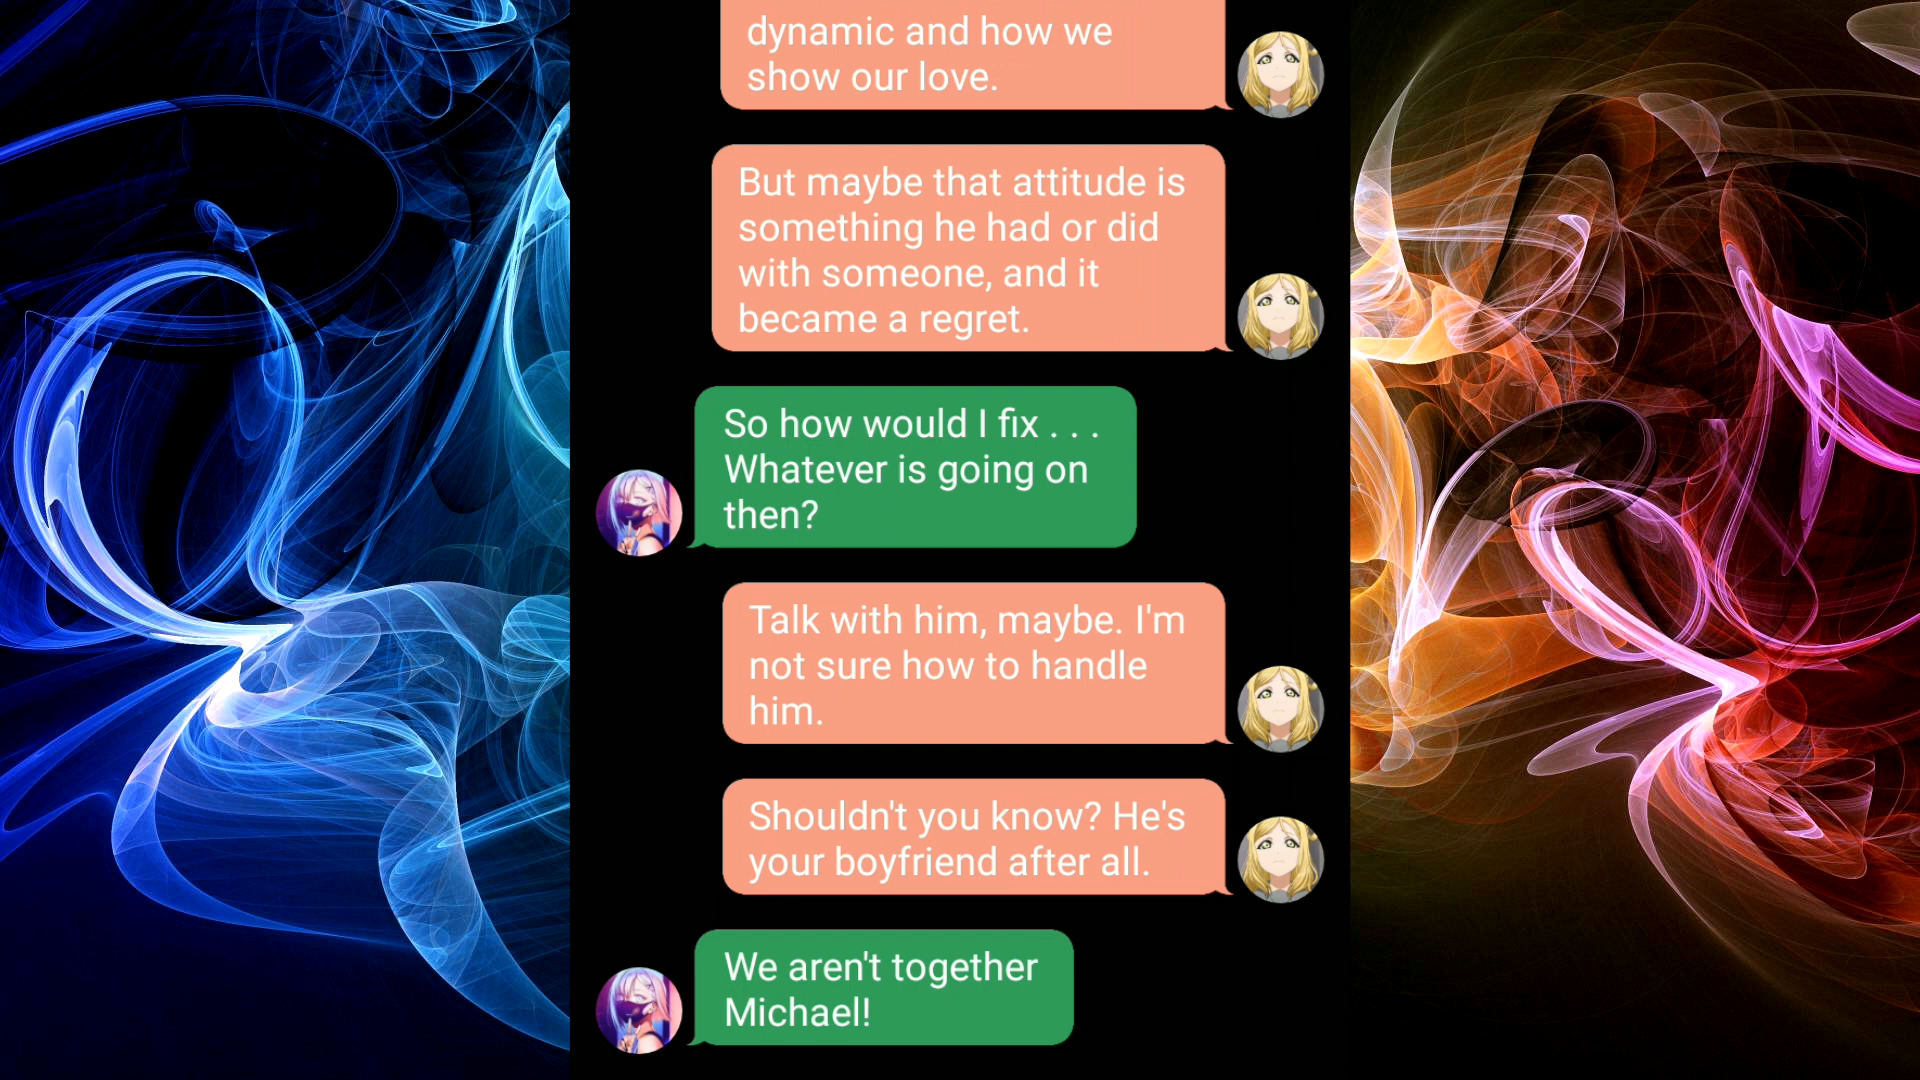 dynamic and how we
show our love.
But maybe that attitude is
something he had or did
with someone, and it
became a regret.
So how would I fix . . .
Whatever is going on
then?
Talk with him, maybe. I'm
not sure how to handle
him.
Shouldn't you know? He's
your boyfriend after all.
We aren't together
Michael!